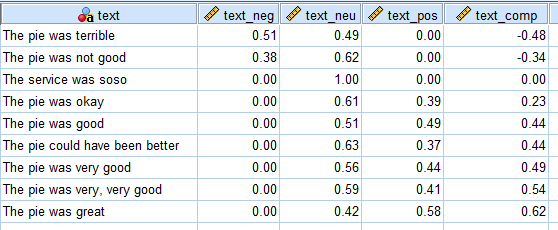 text text_neg text_neu text_pos text_comp
The pie was terrible 0.51 0.49 0.00 -0.48
The pie was not good 0.38 0.62 0.00 -0.34
The service was soso 0.00 1.00 0.00 0.00
The pie was okay 0.00 0.61 0.39 0.23
The pie was good 0.00 0.51 0.49 0.44
The pie could have been better 0.00 0.63 0.37 0.44
The pie was very good 0.00 0.56 0.44 0.49
The pie was very, very good 0.00 0.59 0.41 0.54
The pie was great 0.00 0.42 0.58 0.62